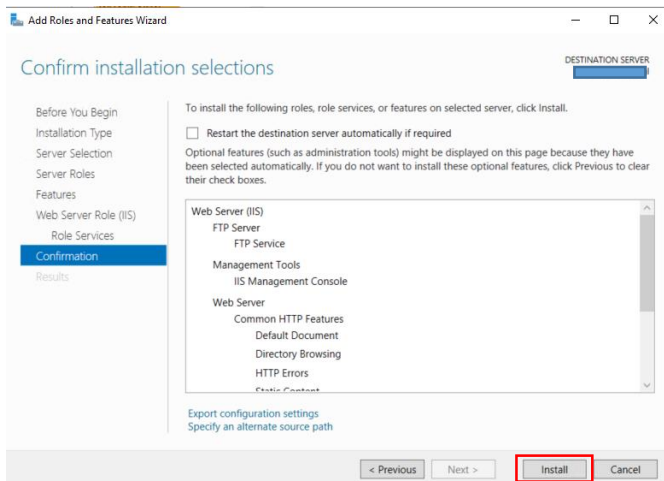 Add Roles and Features Wizard
Confirm installation selections
DESTINATION SERVER
Before You Begin
Installation Type
Server Selection
Server Roles
Features
Web Server Role (IIS)
Role Services
Confirmation
Results
To install the following roles, role services, or features on selected server, click Install.
Restart the destination server automatically if required
Optional features (such as administration tools) might be displayed on this page because they have
been selected automatically. If you do not want to install these optional features, click Previous to clear
their check boxes.
Web Server (IIS)
FTP Server
FTP Service
Management Tools
IIS Management Console
Web Server
Common HTTP Features
Default Document
Directory Browsing
HTTP Errors
Static Content
Export configuration settings
Specify an alternate source path
< Previous
Next >
Install
Cancel